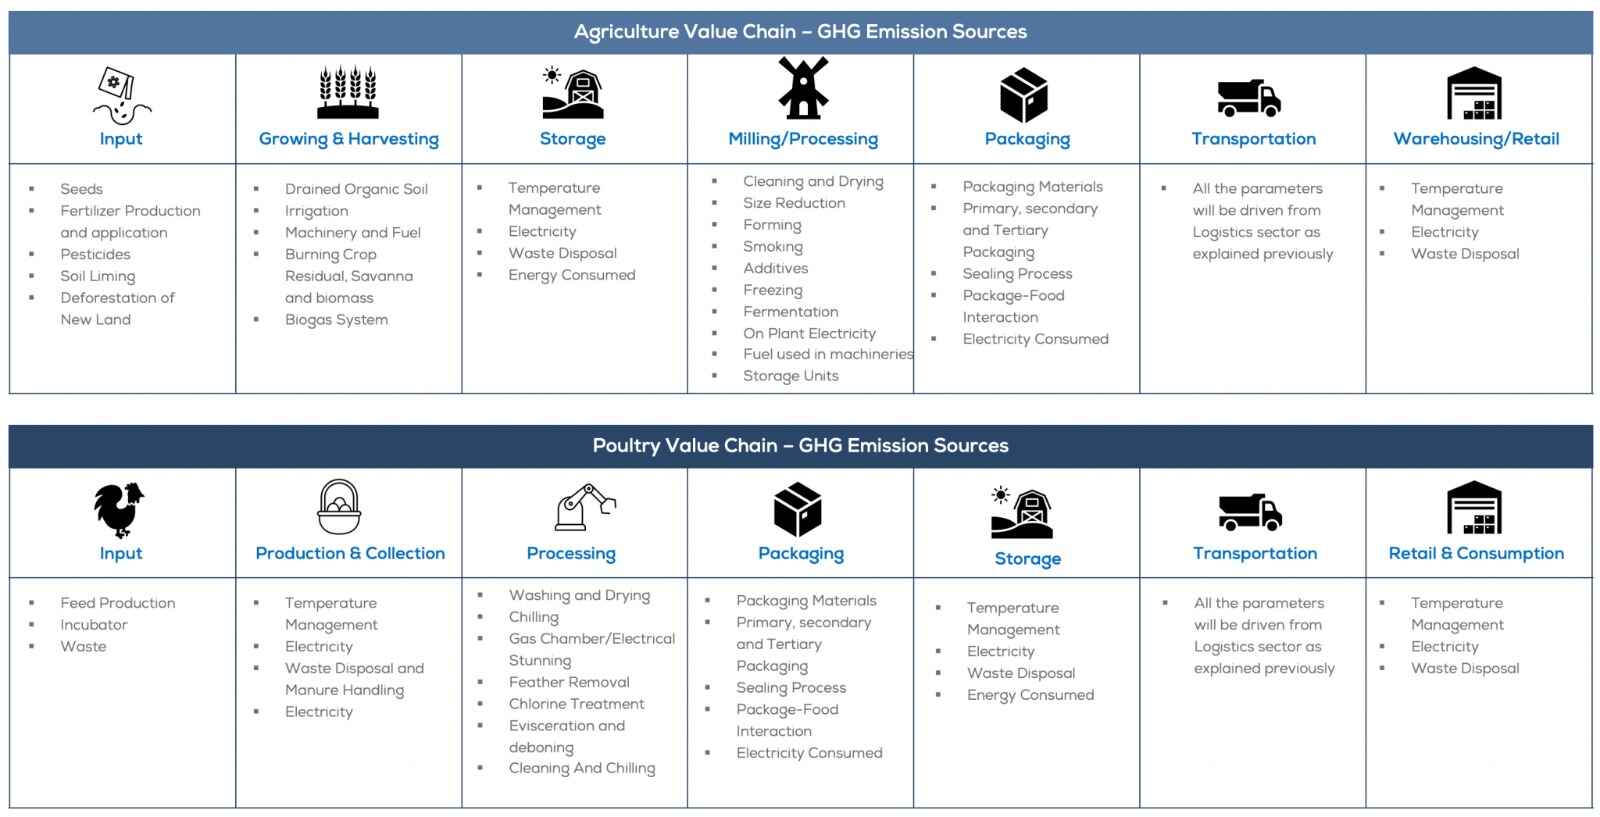 Agriculture Value Chain – GHG Emission Sources
Input
Growing & Harvesting
Storage
Milling/Processing
Packaging
Transportation
Warehousing/Retail
▪ Seeds
▪ Fertilizer Production
and application
▪ Pesticides
▪ Soil Liming
▪ Deforestation of
New Land
▪ Drained Organic Soil
▪ Irrigation
▪ Machinery and Fuel
▪ Burning Crop
Residual, Savanna
and biomass
▪ Biogas System
▪ Temperature
Management
▪ Electricity
▪ Waste Disposal
▪ Energy Consumed
▪ Cleaning and Drying
▪ Size Reduction
▪ Forming
▪ Smoking
▪ Additives
▪ Freezing
▪ Fermentation
▪ On Plant Electricity
▪ Fuel used in machineries
▪ Storage Units
▪ Packaging Materials
▪ Primary, secondary
and Tertiary
Packaging
▪ Sealing Process
▪ Package-Food
Interaction
▪ Electricity Consumed
▪ All the parameters
will be driven from
Logistics sector as
explained previously
▪ Temperature
Management
▪ Electricity
▪ Waste Disposal
Poultry Value Chain – GHG Emission Sources
Input
Production & Collection
Processing
Packaging
Storage
Transportation
Retail & Consumption
▪ Feed Production
▪ Incubator
▪ Waste
▪ Temperature
Management
▪ Electricity
▪ Waste Disposal and
Manure Handling
▪ Electricity
▪ Washing and Drying
▪ Chilling
▪ Gas Chamber/Electrical
Stunning
▪ Feather Removal
▪ Chlorine Treatment
▪ Evisceration and
deboning
▪ Cleaning And Chilling
▪ Packaging Materials
▪ Primary, secondary
and Tertiary
Packaging
▪ Sealing Process
▪ Package-Food
Interaction
▪ Electricity Consumed
▪ Temperature
Management
▪ Electricity
▪ Waste Disposal
▪ Energy Consumed
▪ All the parameters
will be driven from
Logistics sector as
explained previously
▪ Temperature
Management
▪ Electricity
▪ Waste Disposal